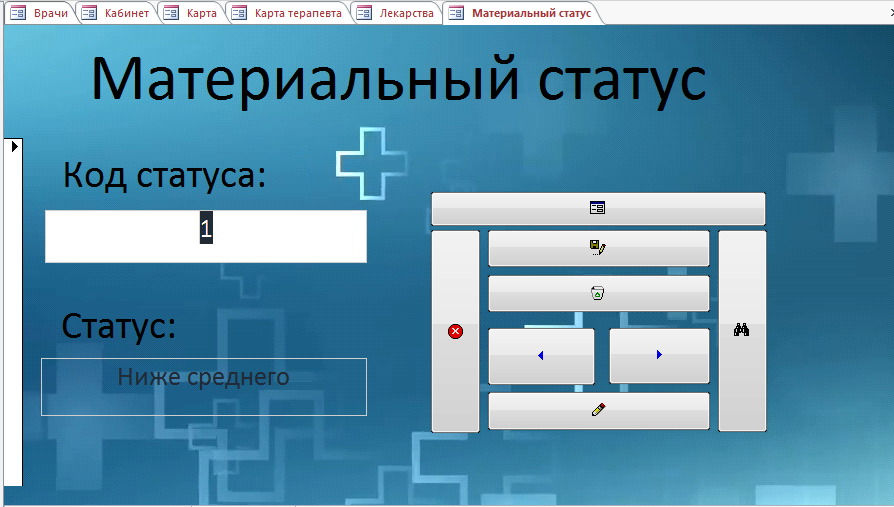 Врачи
Кабинет
Карта
Карта терапевта
Лекарства
Материальный статус
Материальный статус
Код статуса:
1
Статус:
Ниже среднего